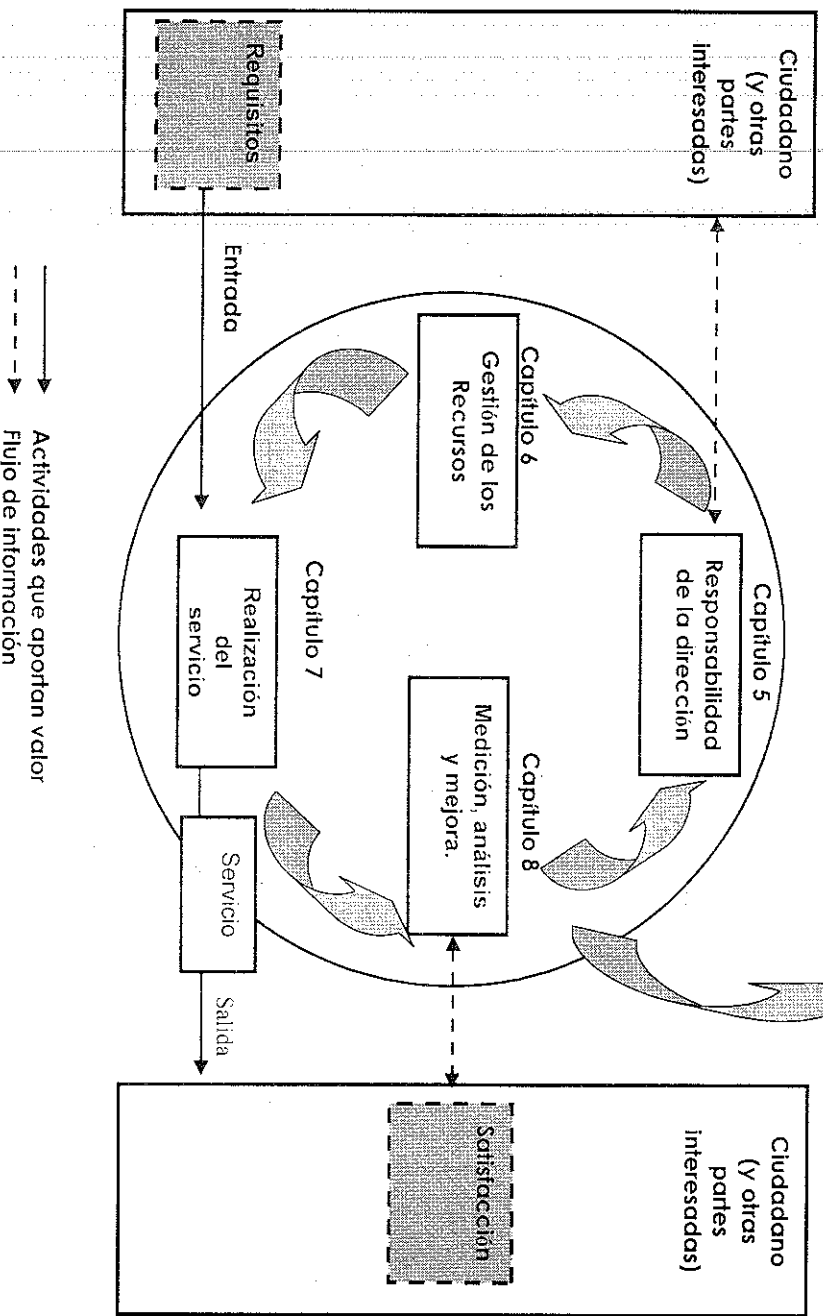 Ciudadano
(y otras
partes
interesadas)
Requisitos
Entrada
Capítulo 5
Responsabilidad
de la dirección
Capítulo 6
Gestión de los
Recursos
Capítulo 8
Medición, análisis
y mejora.
Capítulo 7
Realización
del
servicio
Servicio
Salida
Ciudadano
(y otras
partes
interesadas)
Satisfacción
Actividades que aportan valor
Flujo de información